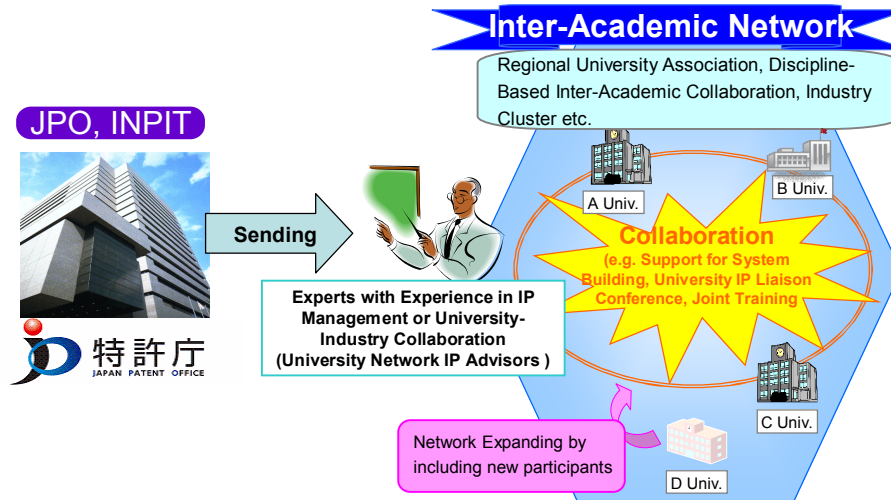 Inter-Academic Network
Regional University Association, Discipline-
Based Inter-Academic Collaboration, Industry
Cluster etc.
JPO, INPIT
A Univ.
B Univ.
Sending
Collaboration
(e.g. Support for System
Building, University IP Liaison
Conference, Joint Training
Experts with Experience in IP
Management or University-
Industry Collaboration
(University Network IP Advisors )
特許庁
JAPAN PATENT OFFICE
C Univ.
Network Expanding by
including new participants
D Univ.